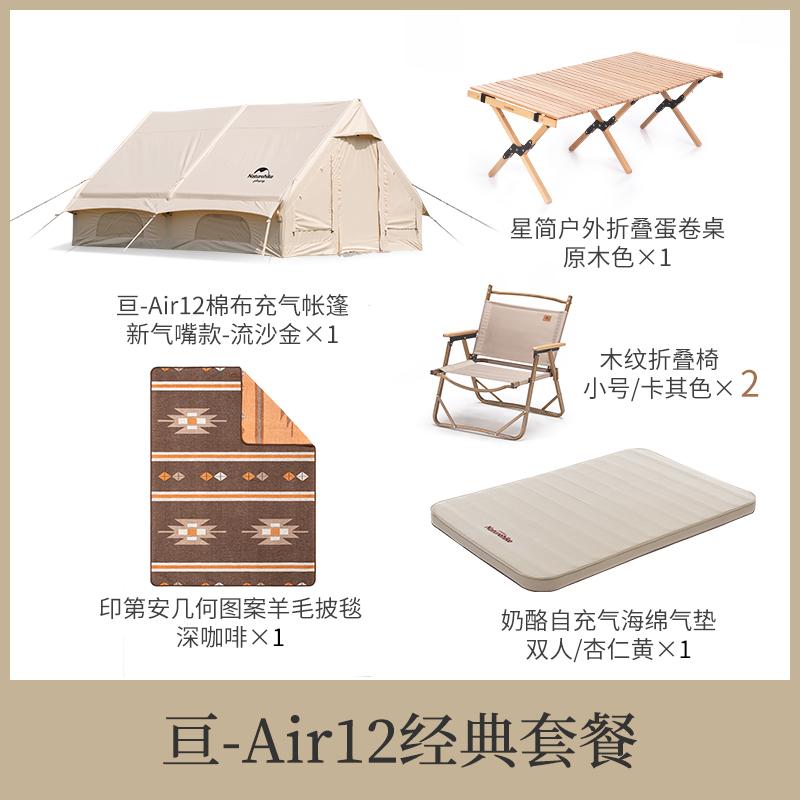 Naturehike
星简户外折叠蛋卷桌
原木色×1
亘-Air12棉布充气帐篷
新气嘴款-流沙金×1
木纹折叠椅
小号/卡其色×2
Naturehike
印第安几何图案羊毛披毯
深咖啡×1
奶酪自充气海绵气垫
双人/杏仁黄×1
亘-Air12经典套餐